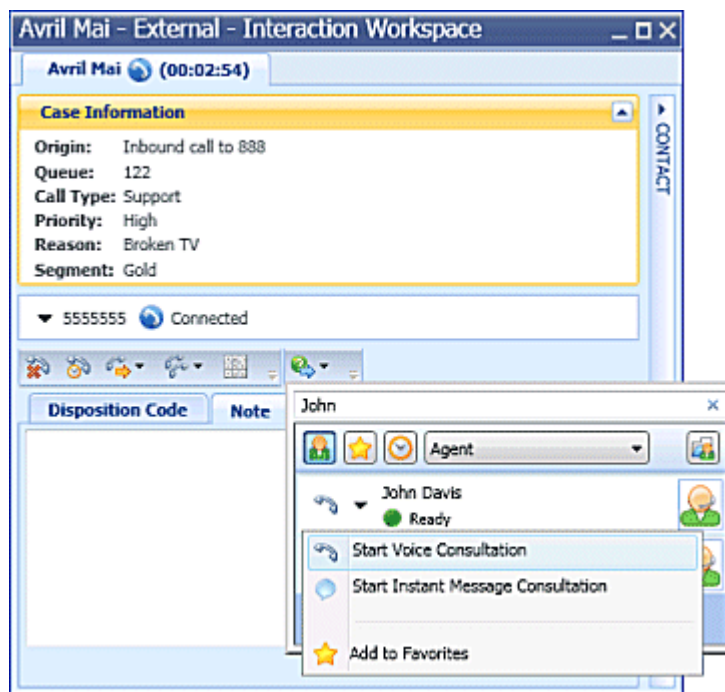 Avril Mai - External - Interaction Workspace
Avril Mai (00:02:54)
Case Information
Origin: Inbound call to 888
Queue: 122
Call Type: Support
Priority: High
Reason: Broken TV
Segment: Gold
CONTACT
5555555 Connected
Disposition Code Note
John
Agent
John Davis
Ready
Start Voice Consultation
Start Instant Message Consultation
Add to Favorites